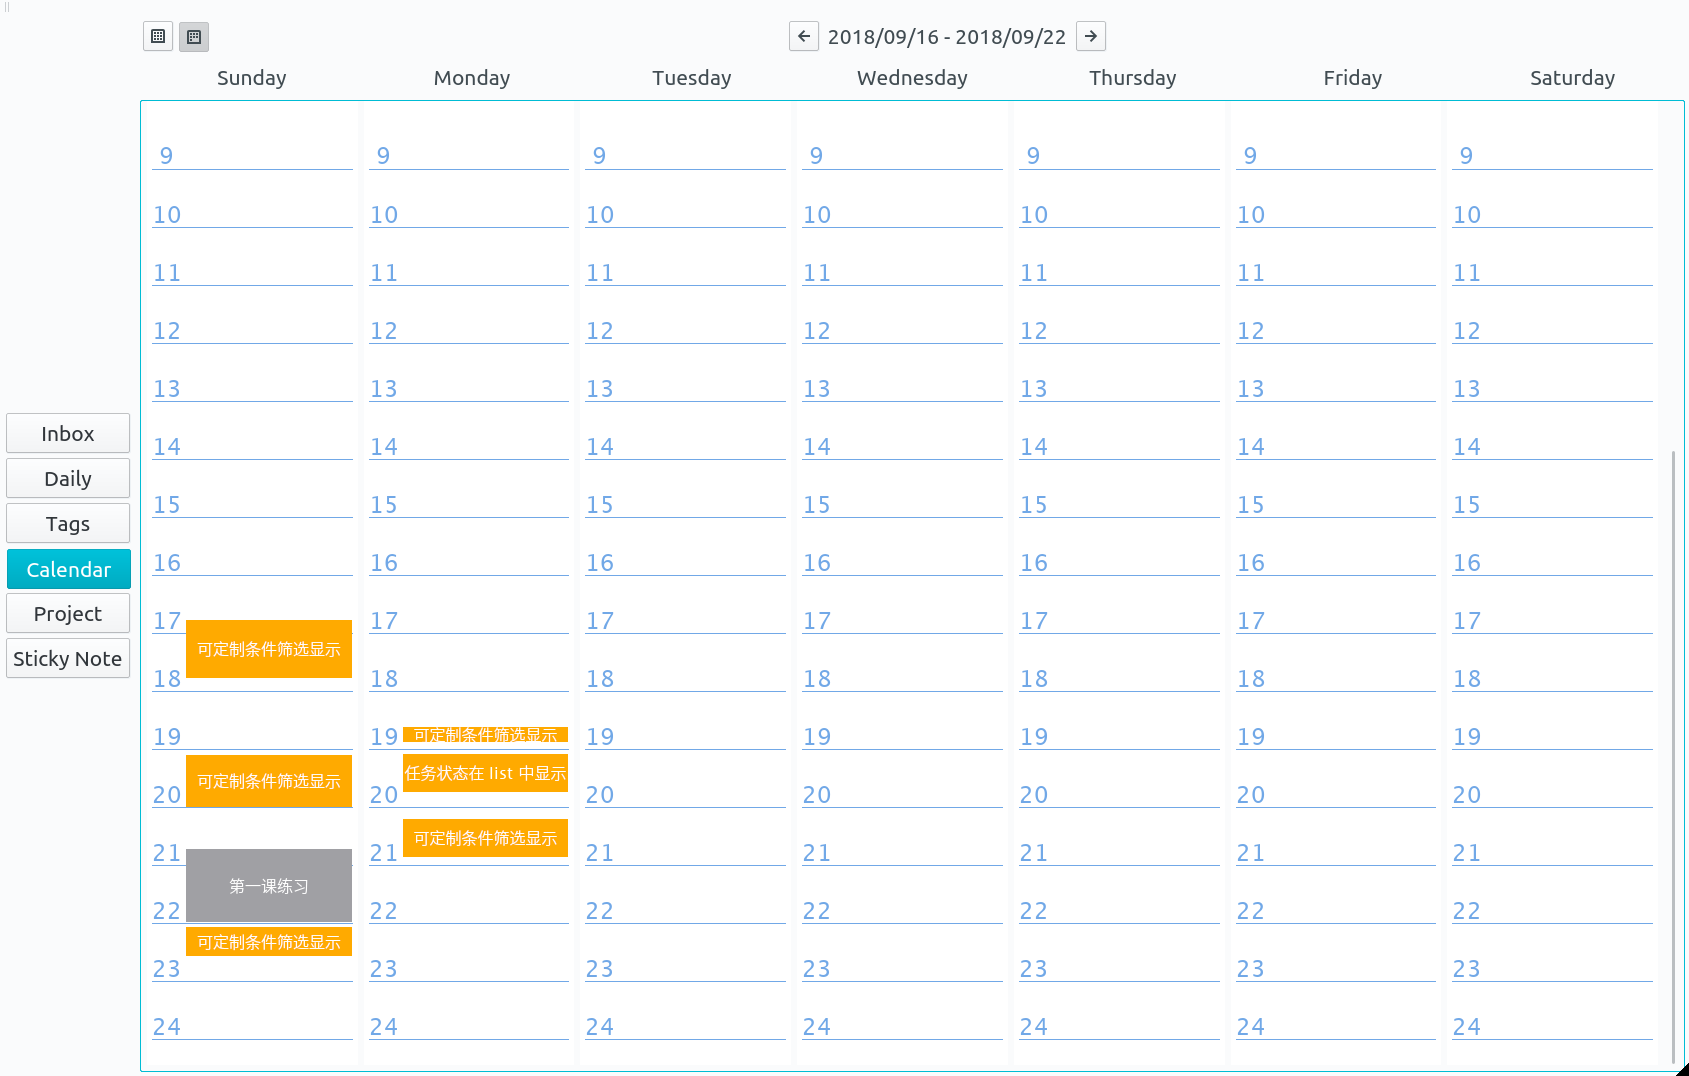 2018/09/16 - 2018/09/22
Sunday Monday Tuesday Wednesday Thursday Friday Saturday
9 9 9 9 9 9 9
10 10 10 10 10 10 10
11 11 11 11 11 11 11
12 12 12 12 12 12 12
13 13 13 13 13 13 13
Inbox
14 14 14 14 14 14 14
Daily
15 15 15 15 15 15 15
Tags
16 16 16 16 16 16 16
Calendar
Project
17 17 17 17 17 17 17
可定制条件筛选显示
Sticky Note
18 18 18 18 18 18 18
19 19 可定制条件筛选显示 19 19 19 19 19
可定制条件筛选显示 任务状态在 list 中显示
20 20 20 20 20 20 20
可定制条件筛选显示
21 21 21 21 21 21 21
第一课练习
22 22 22 22 22 22 22
可定制条件筛选显示
23 23 23 23 23 23 23
24 24 24 24 24 24 24